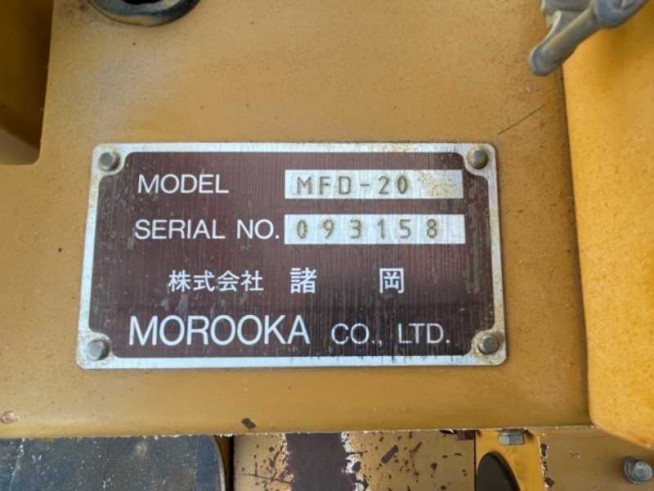 MODEL MFD-20
SERIAL NO. 093158
株式会社 諸 岡
MOROOKA CO., LTD.